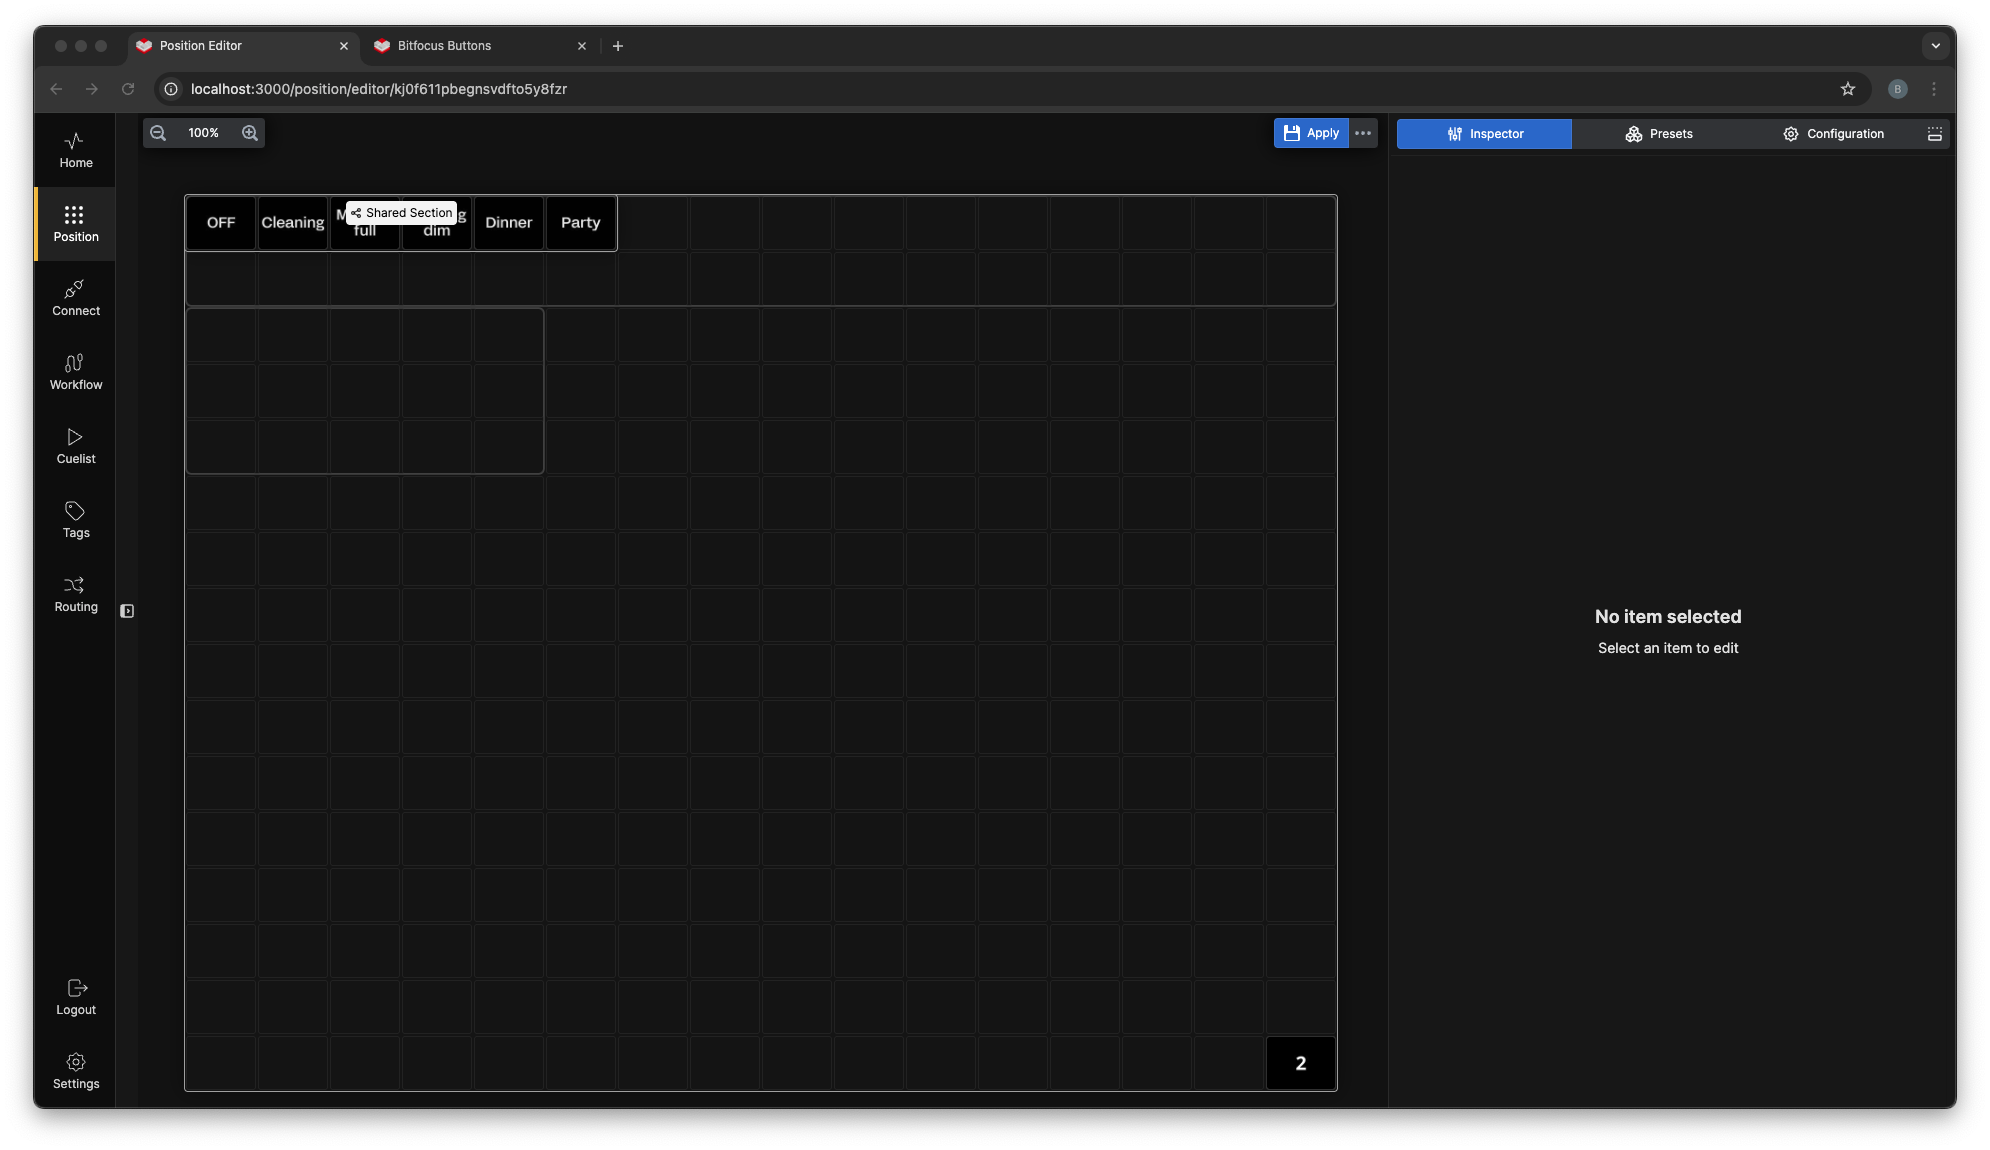 Position Editor
Bitfocus Buttons
localhost:3000/position/editor/kj0f611pbegnsvdfto5y8fzr
B
100%
Apply
Inspector
Presets
Configuration
Home
Position
Connect
Workflow
Cuelist
Tags
Routing
Logout
Settings
OFF
Cleaning
full
Shared Section
dim
Dinner
Party
2
No item selected
Select an item to edit